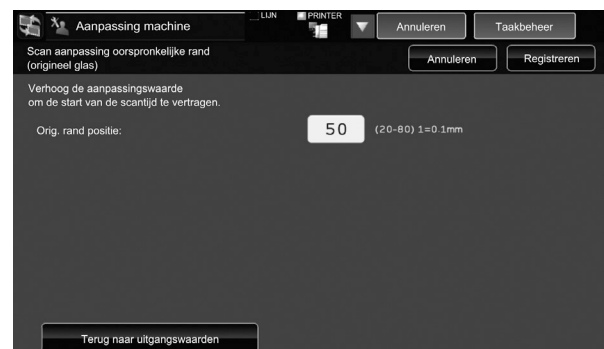 LIJN PRINTER
Aanpassing machine Annuleren Taakbeheer
Scan aanpassing oorspronkelijke rand
(origineel glas)
Annuleren Registreren
Verhoog de aanpassingswaarde
om de start van de scantijd te vertragen.
Orig. rand positie: 50 (20-80) 1=0.1mm
Terug naar uitgangswaarden